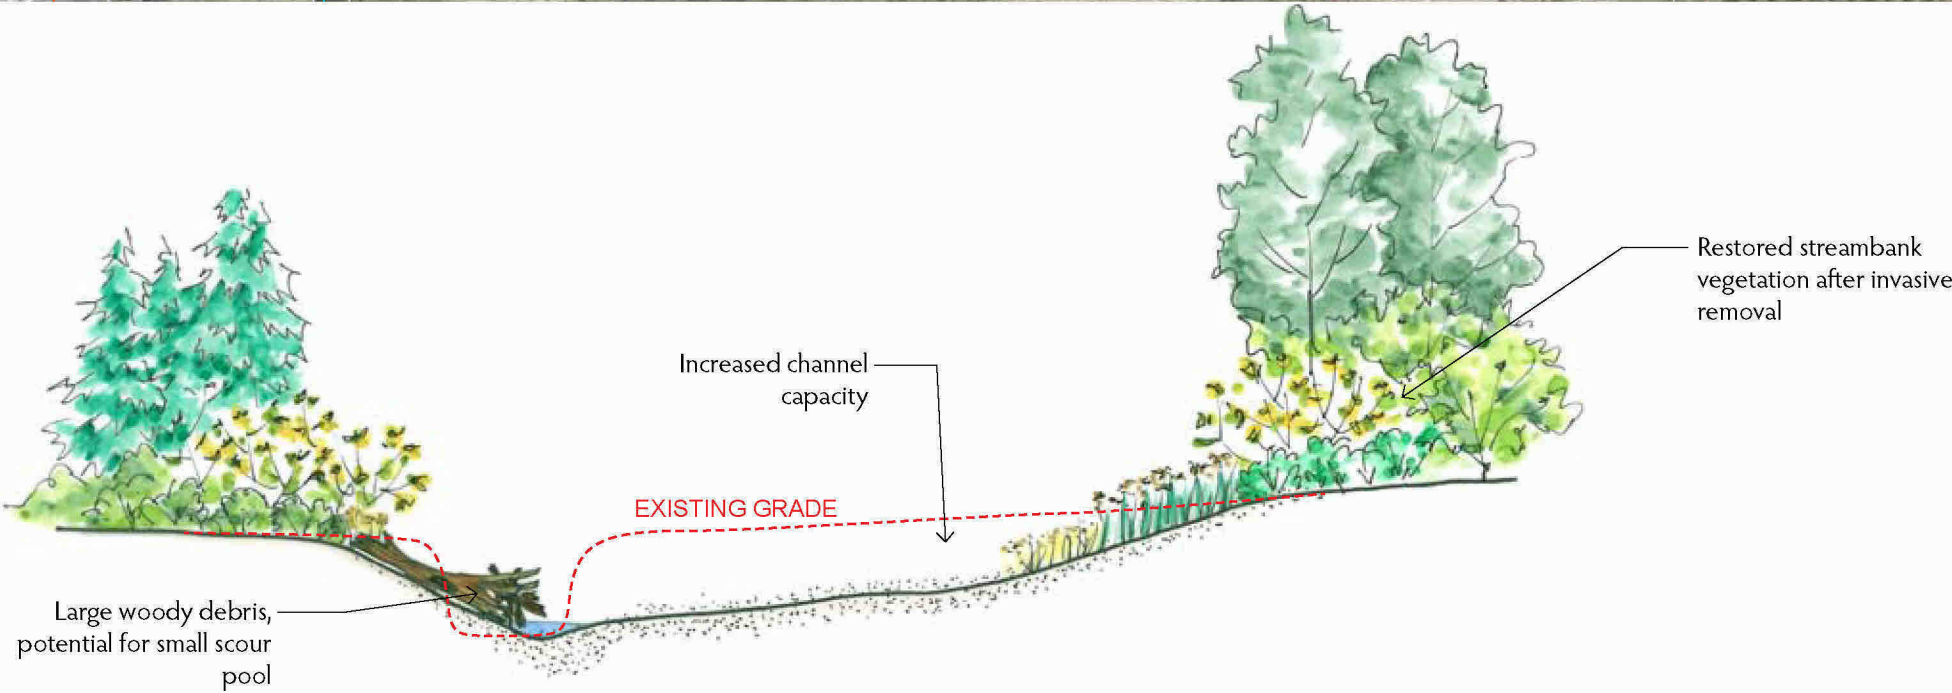 Restored streambank
vegetation after invasive
removal
Increased channel
capacity
EXISTING GRADE
Large woody debris,
potential for small scour
pool